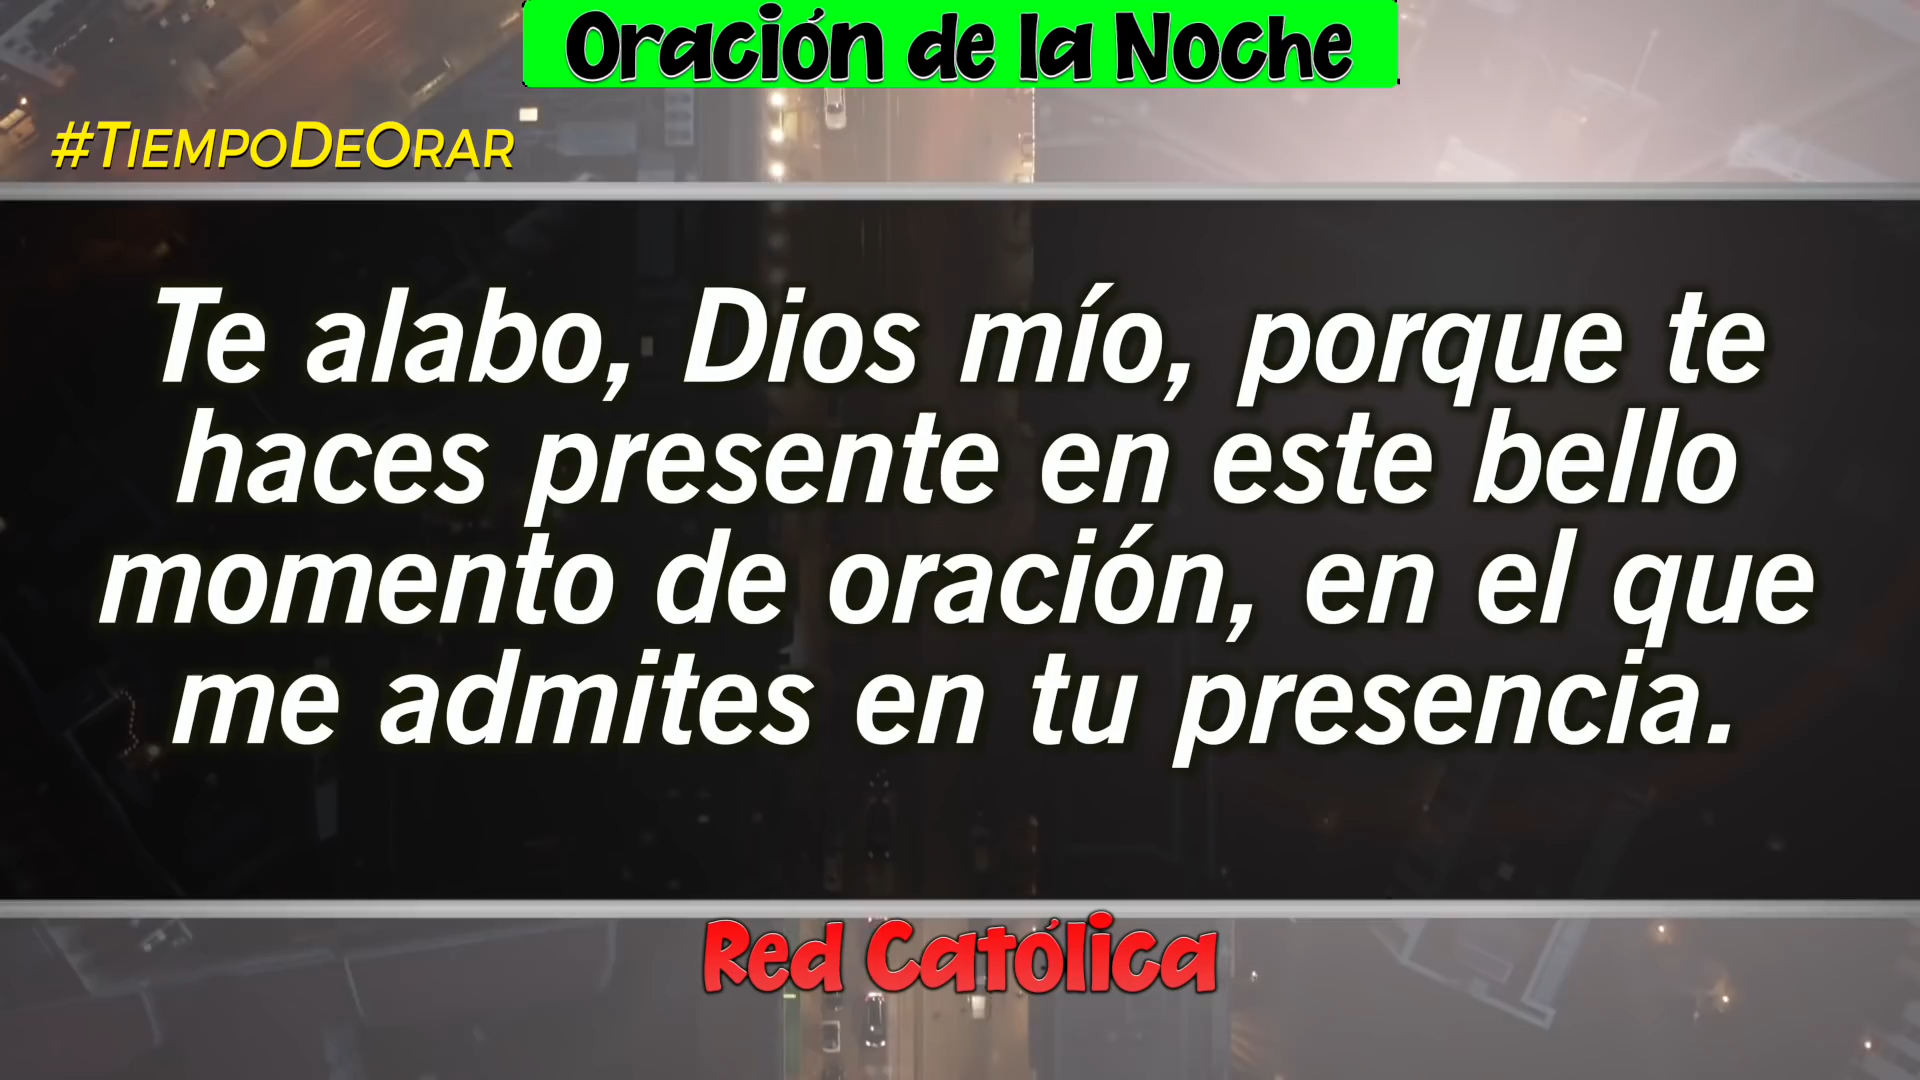 Oración de la Noche
#TIEMPODEORAR
Te alabo, Dios mío, porque te
haces presente en este bello
momento de oración, en el que
me admites en tu presencia.
Red Católica